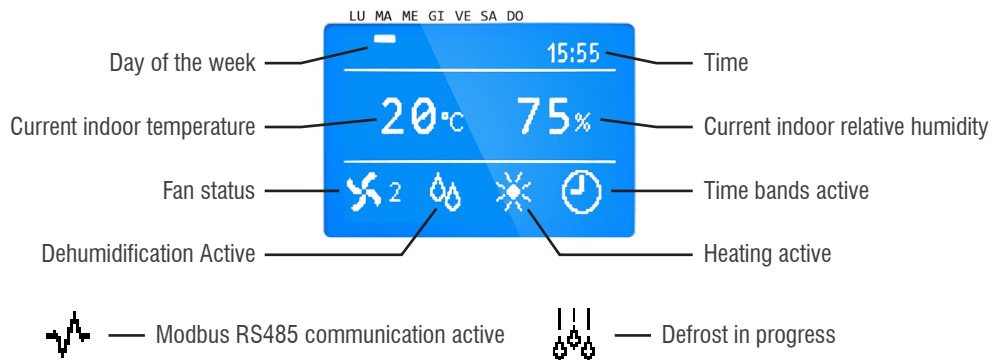 LU MA ME GI VE SA DO
Day of the week
15:55
Time
Current indoor temperature
20°C
75%
Current indoor relative humidity
Fan status
2
Time bands active
Dehumidification Active
Heating active
Modbus RS485 communication active
Defrost in progress